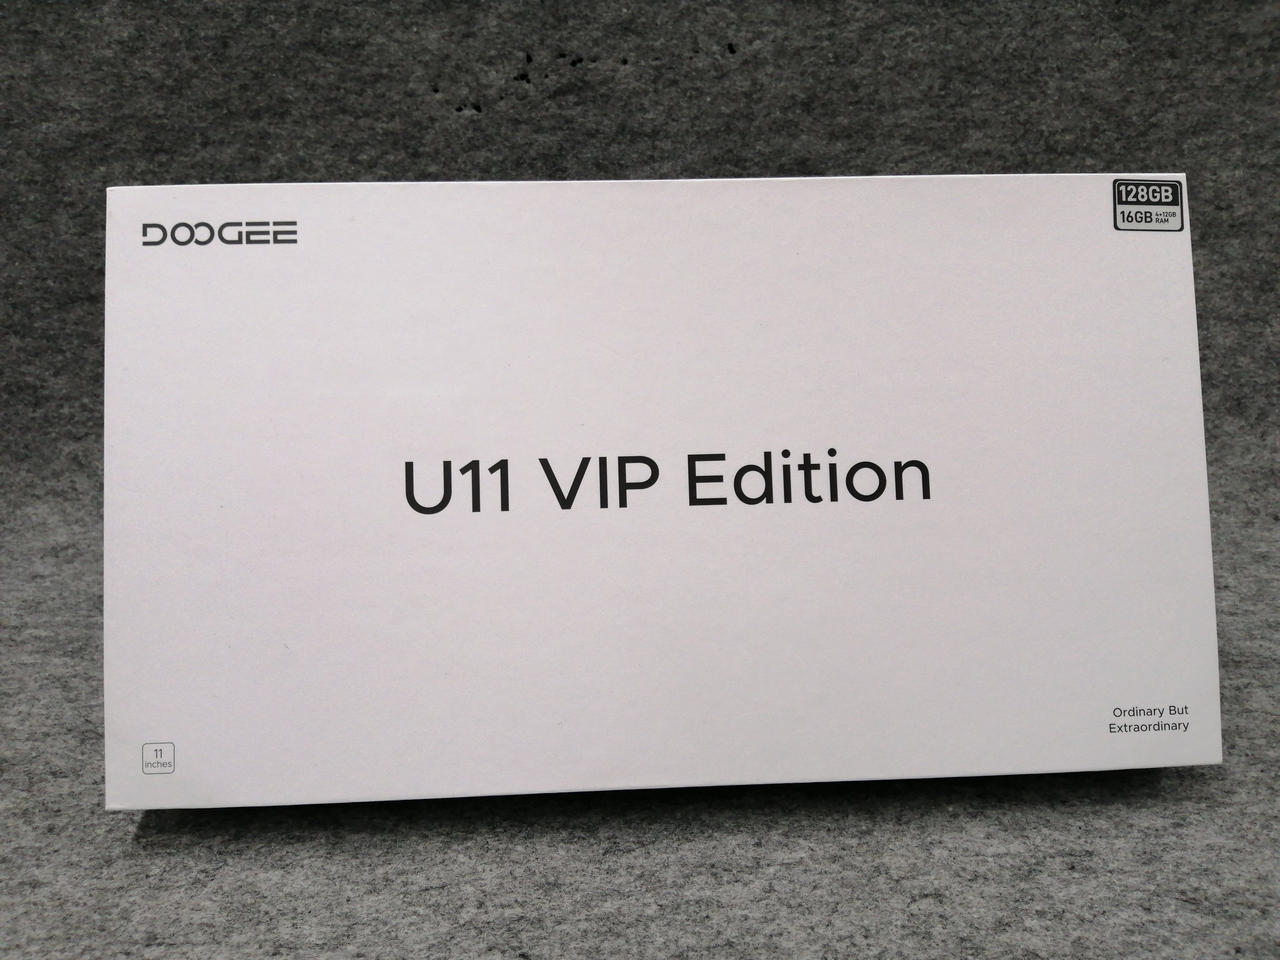 DOOGEE
128GB
16GB 4+12GB
RAM
U11 VIP Edition
Ordinary But
Extraordinary
11
inches